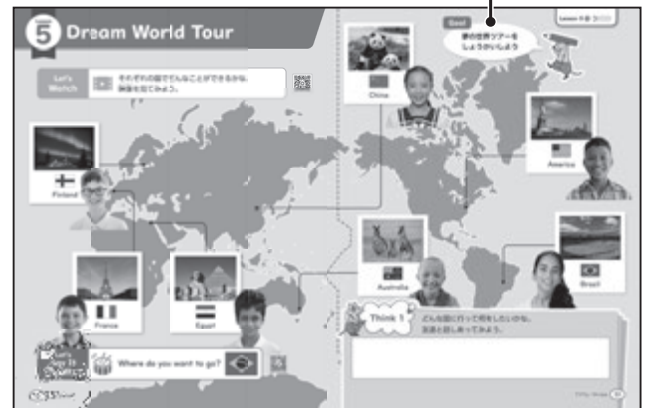 5 Dream World Tour
Let's
Watch
それぞれの国でどんなことができるかな。
映像を見てみよう。
Goal
夢の世界ツアーを
しょうかいしよう
Lesson
China
Finland
America
France
Egypt
Australia
Brazil
Think 1
どんな国に行って何をしたいかな。
友達と話しあってみよう。
Let's
Where do you want to go?